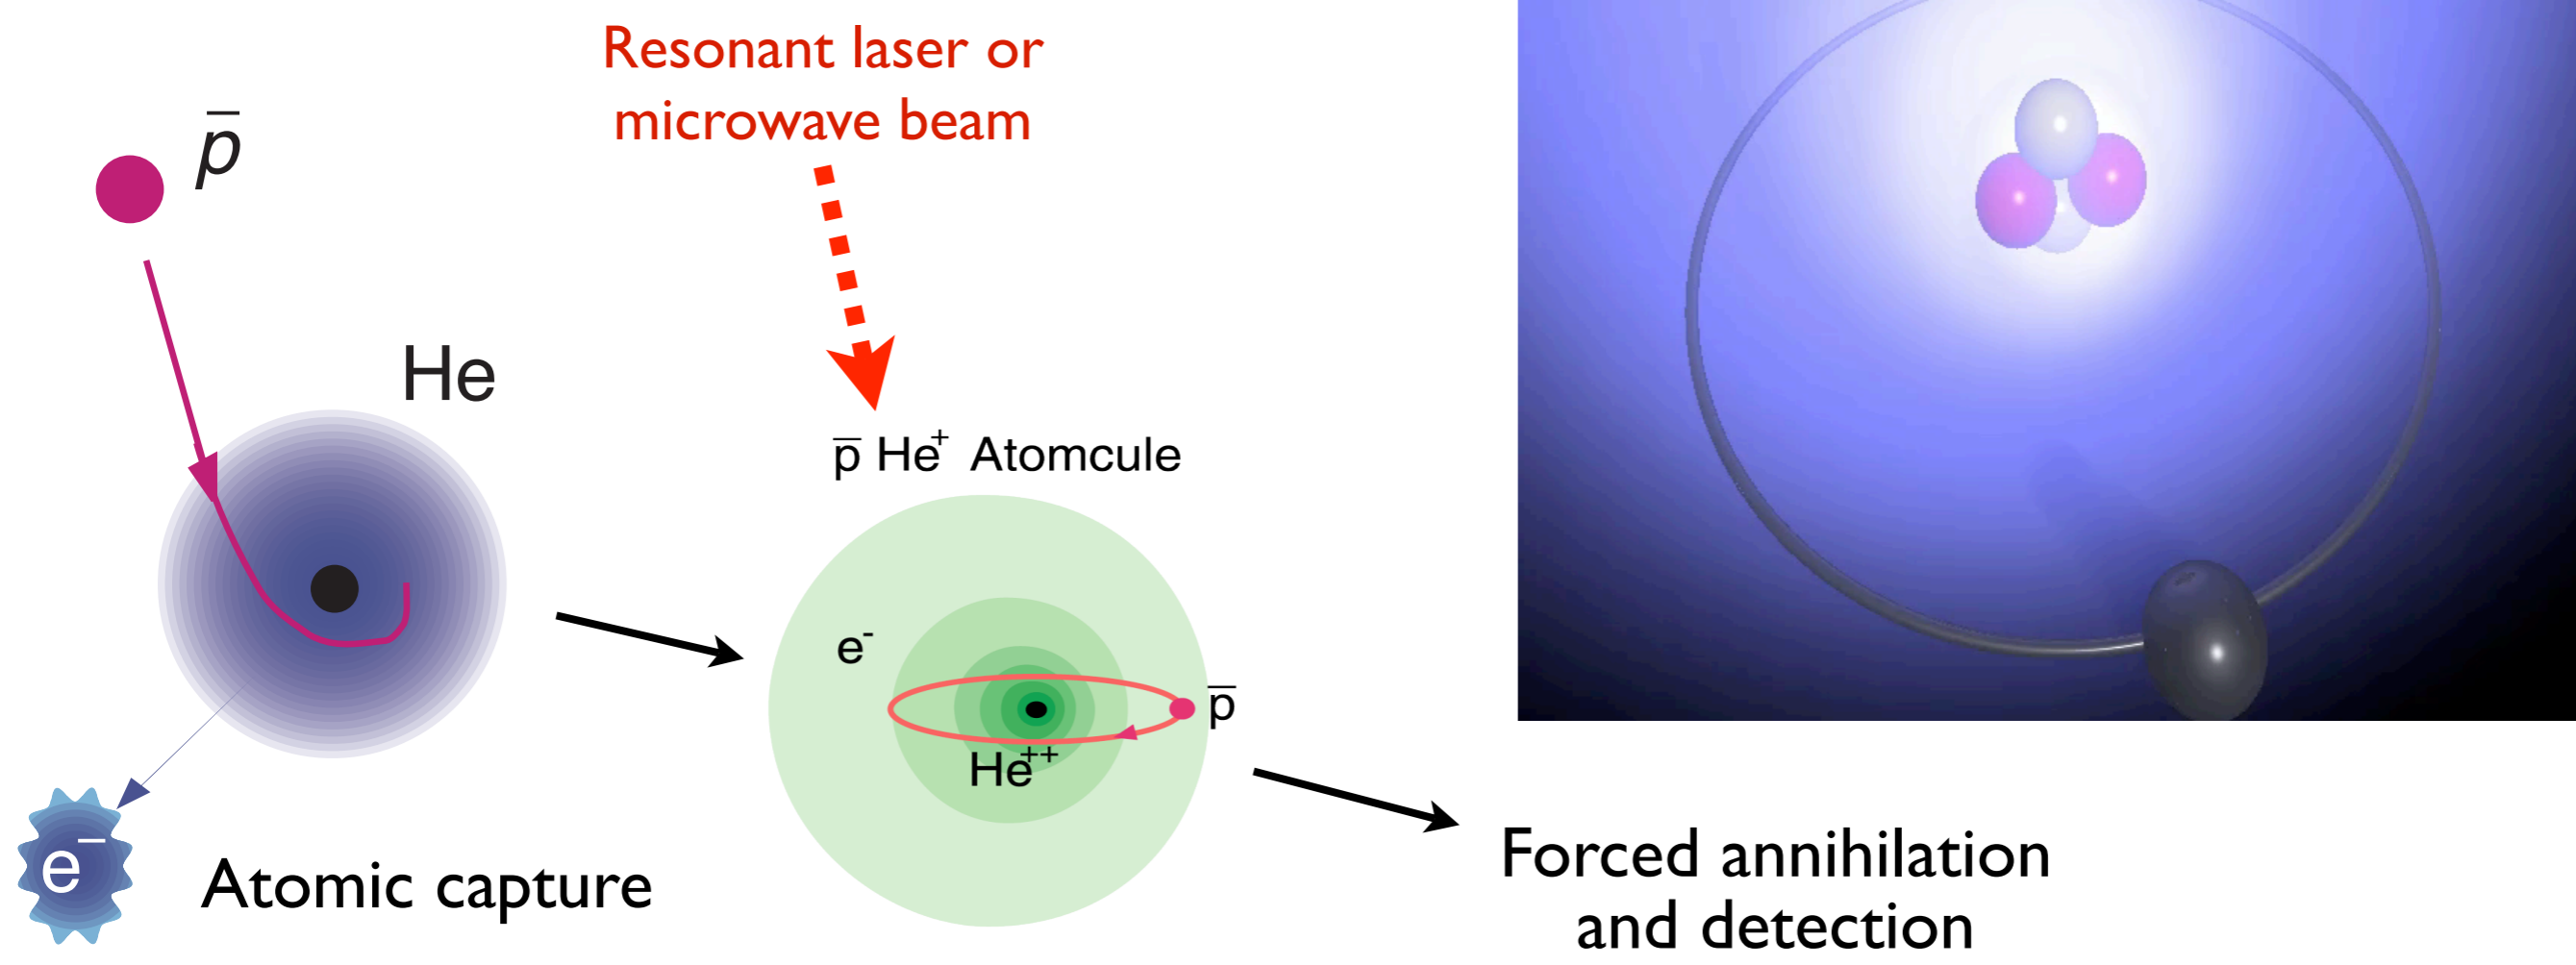 p̅
Resonant laser or
microwave beam
He
p̅ He⁺ Atomcule
e⁻
p̅
He⁺⁺
e⁻
Atomic capture
Forced annihilation
and detection